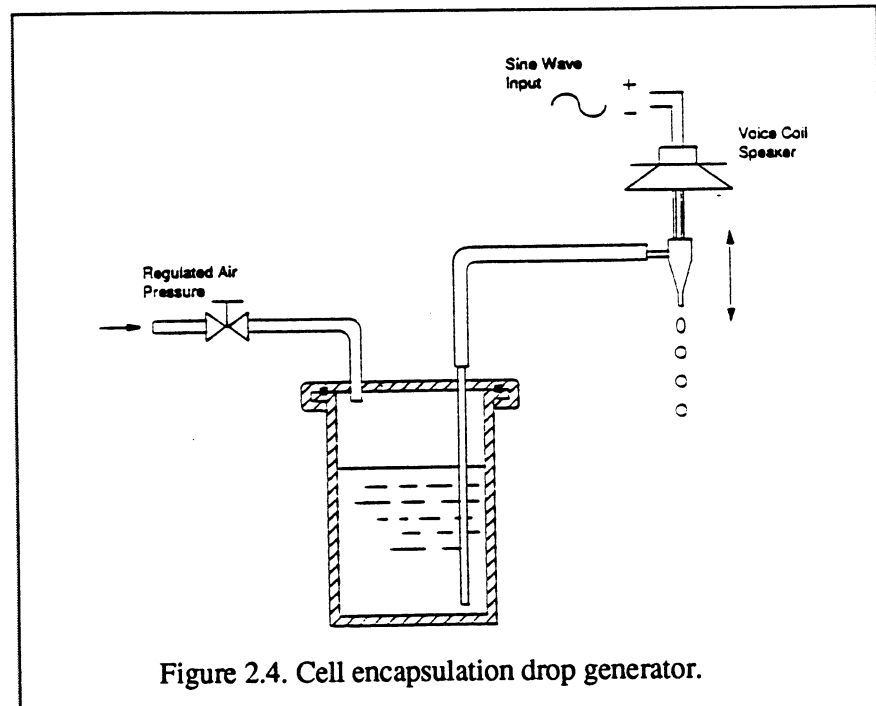 Sine Wave
Input
+
−
Voice Coil
Speaker
Regulated Air
Pressure
Figure 2.4. Cell encapsulation drop generator.